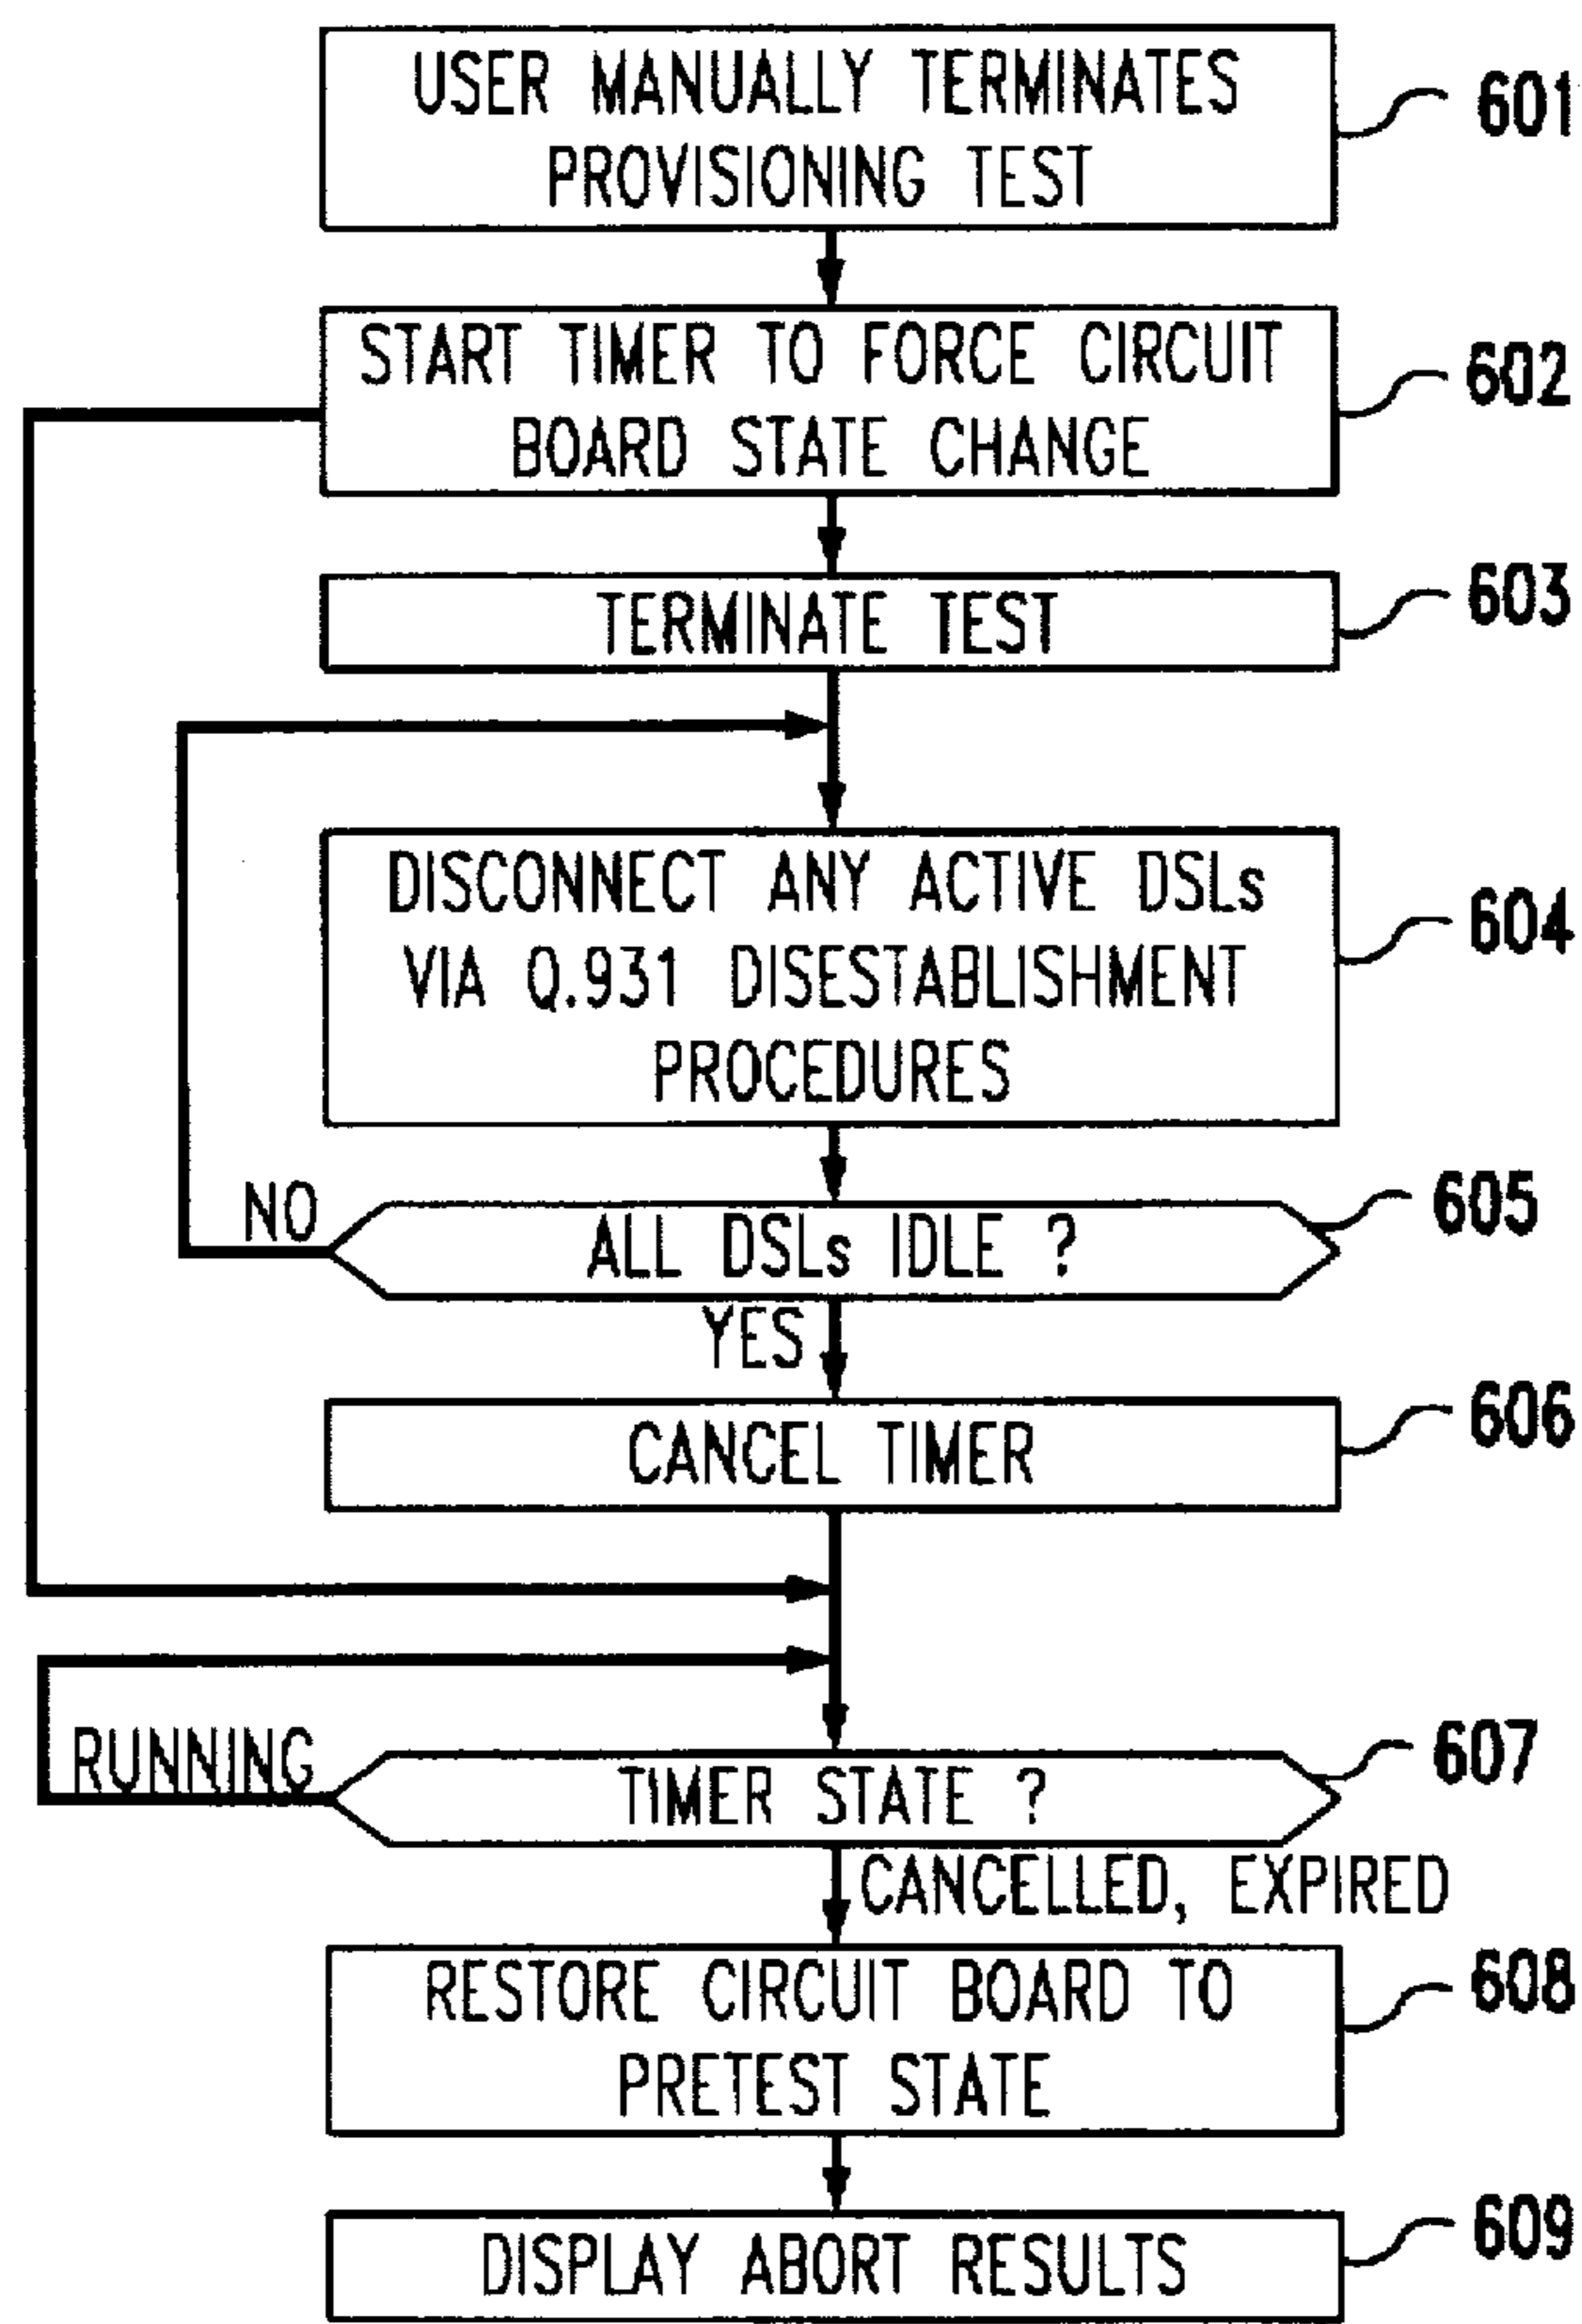 USER MANUALLY TERMINATES
PROVISIONING TEST
601
START TIMER TO FORCE CIRCUIT
BOARD STATE CHANGE
602
TERMINATE TEST
603
DISCONNECT ANY ACTIVE DSLs
VIA Q.931 DISESTABLISHMENT
PROCEDURES
604
NO
ALL DSLs IDLE ?
605
YES
CANCEL TIMER
606
RUNNING
TIMER STATE ?
607
CANCELLED, EXPIRED
RESTORE CIRCUIT BOARD TO
PRETEST STATE
608
DISPLAY ABORT RESULTS
609